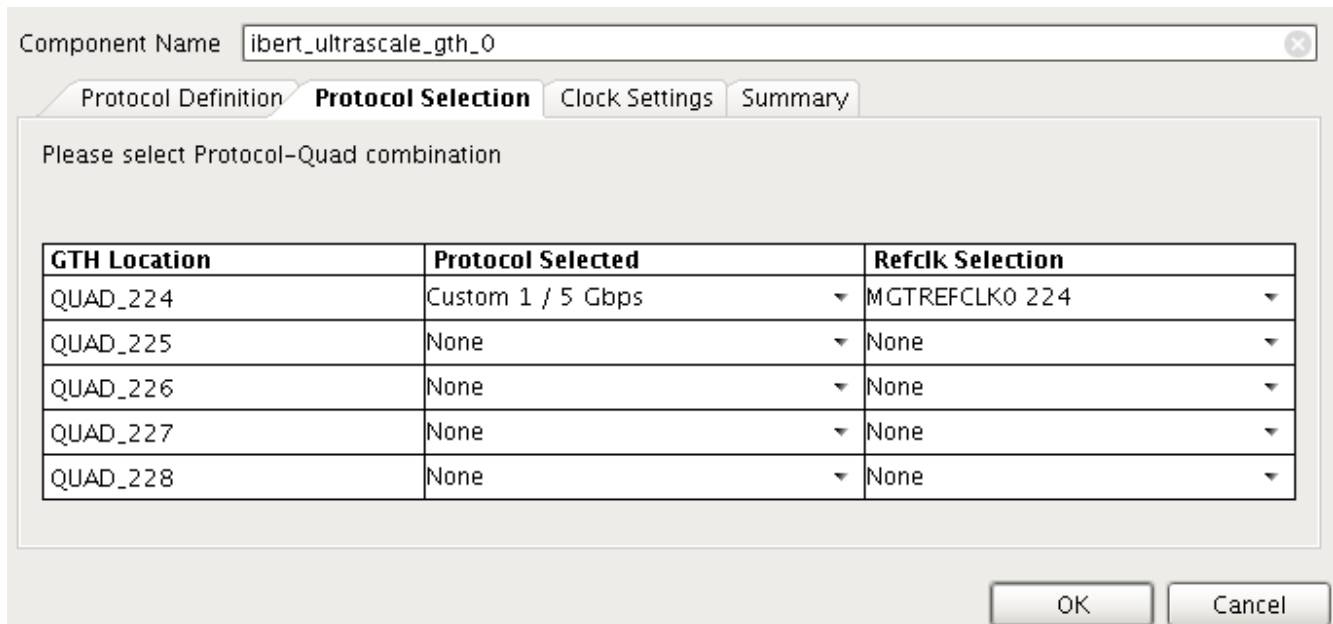 Component Name ibert_ultrascale_gth_0
Protocol Definition Protocol Selection Clock Settings Summary
Please select Protocol-Quad combination
GTH Location Protocol Selected Refclk Selection
QUAD_224 Custom 1 / 5 Gbps MGTREFCLK0 224
QUAD_225 None None
QUAD_226 None None
QUAD_227 None None
QUAD_228 None None
OK Cancel